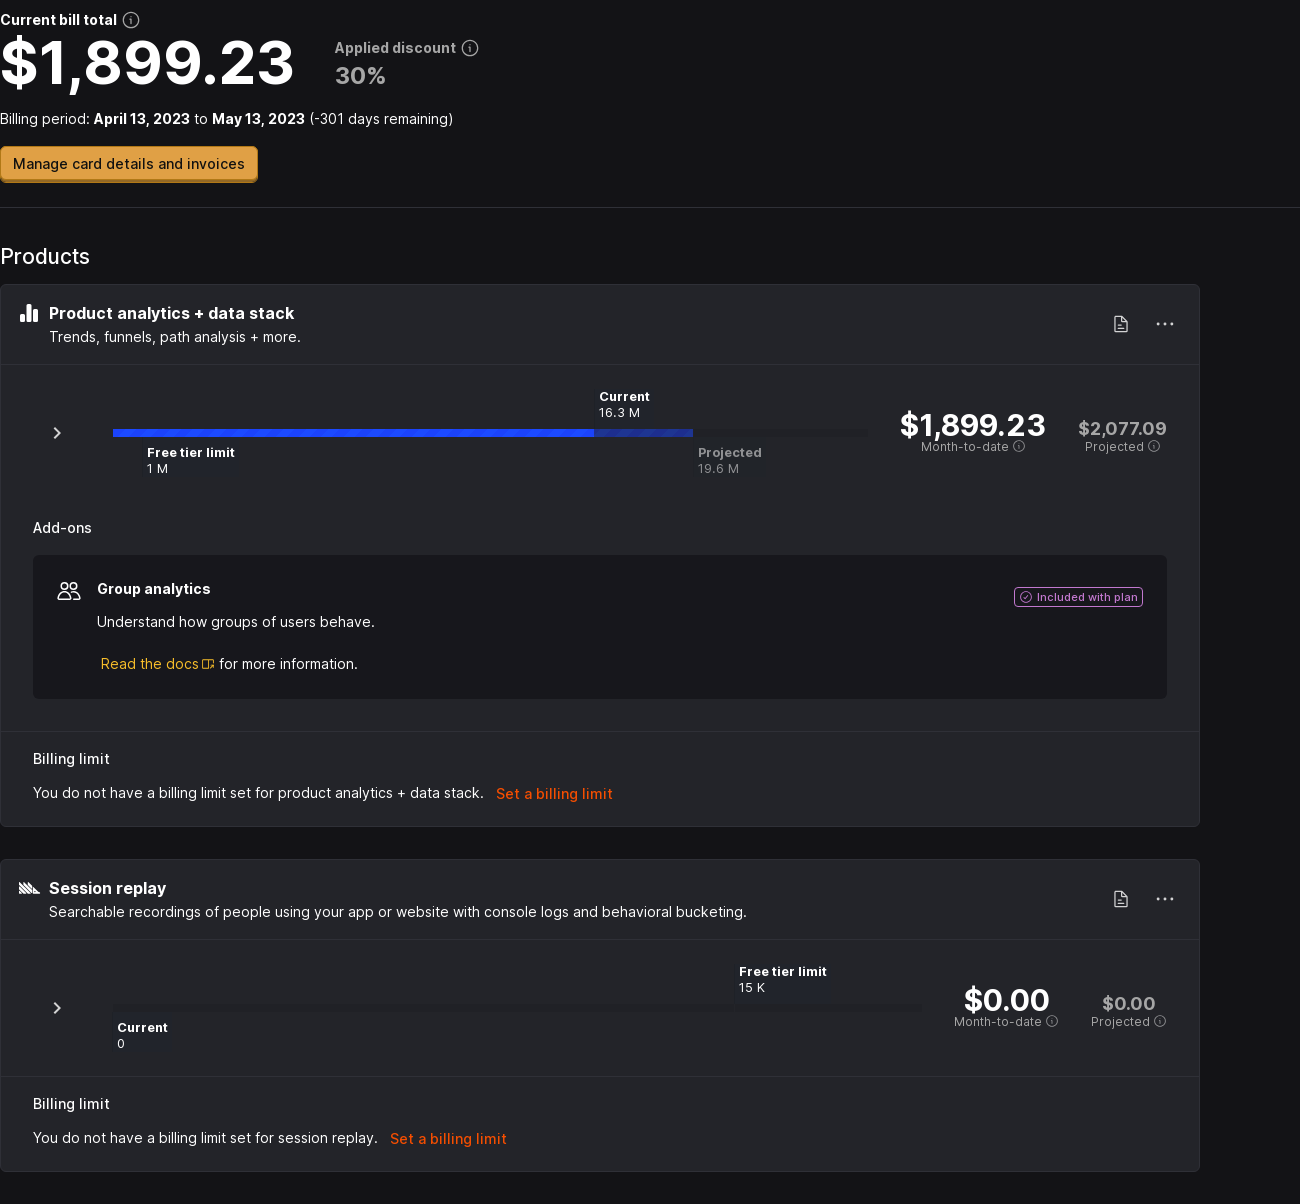 Current bill total
$1,899.23
Applied discount
30%
Billing period: April 13, 2023 to May 13, 2023 (-301 days remaining)
Manage card details and invoices
Products
Product analytics + data stack
Trends, funnels, path analysis + more.
Current
16.3 M
Free tier limit
1 M
Projected
19.6 M
$1,899.23
Month-to-date
$2,077.09
Projected
Add-ons
Group analytics
Included with plan
Understand how groups of users behave.
Read the docs for more information.
Billing limit
You do not have a billing limit set for product analytics + data stack. Set a billing limit
Session replay
Searchable recordings of people using your app or website with console logs and behavioral bucketing.
Free tier limit
15 K
Current
0
$0.00
Month-to-date
$0.00
Projected
Billing limit
You do not have a billing limit set for session replay. Set a billing limit